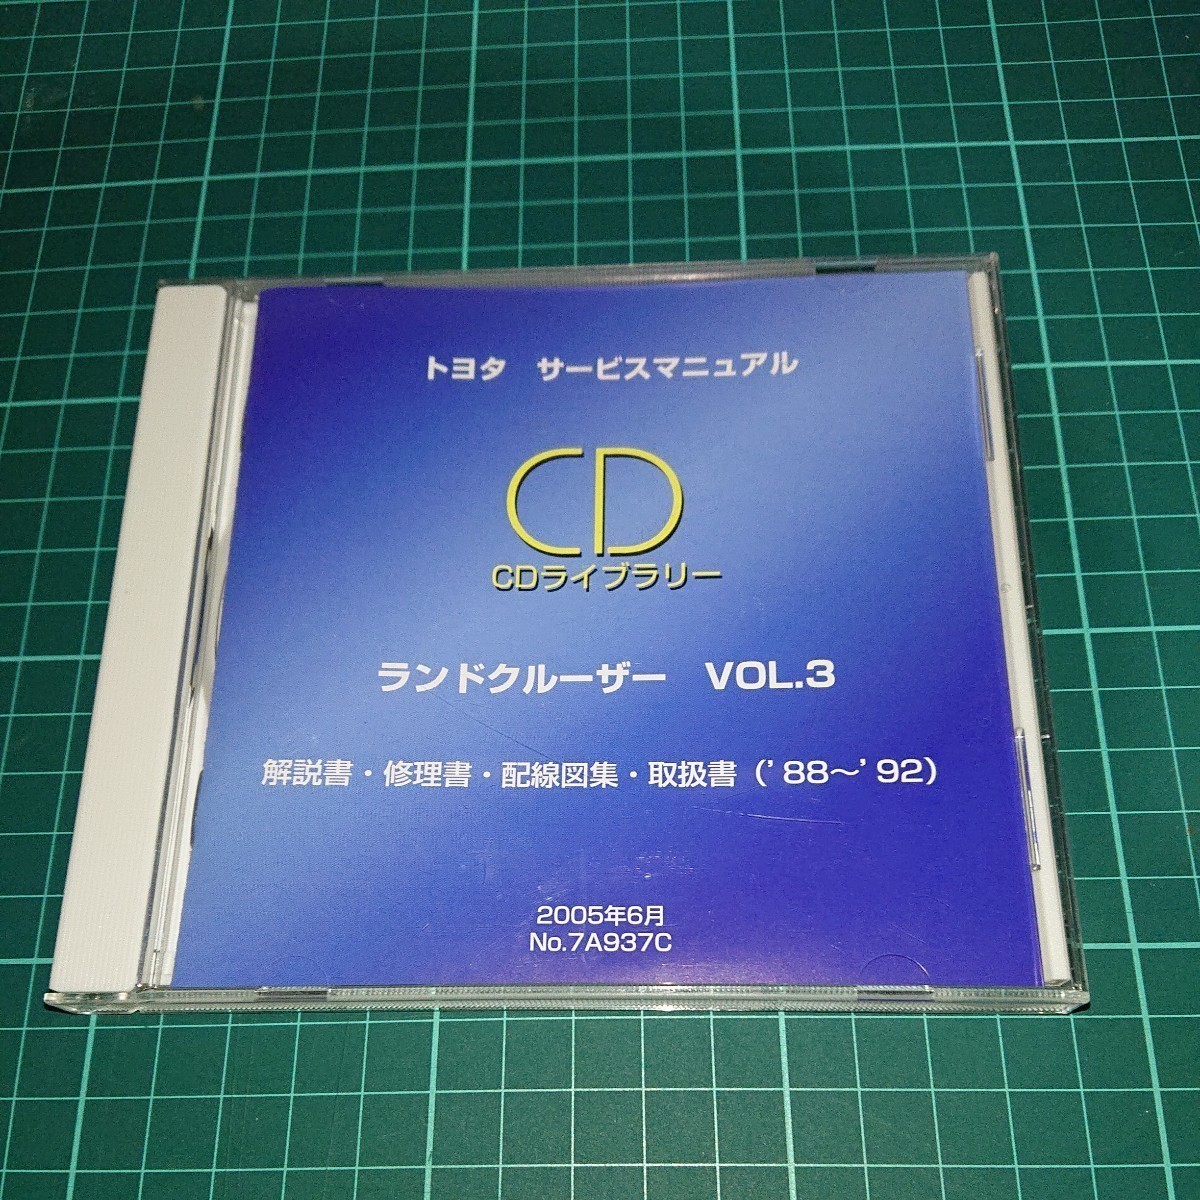 トヨタ　サービスマニュアル
CD
CDライブラリー
ランドクルーザー　VOL.3
解説書・修理書・配線図集・取扱書（'88～'92）
2005年6月
No.7A937C